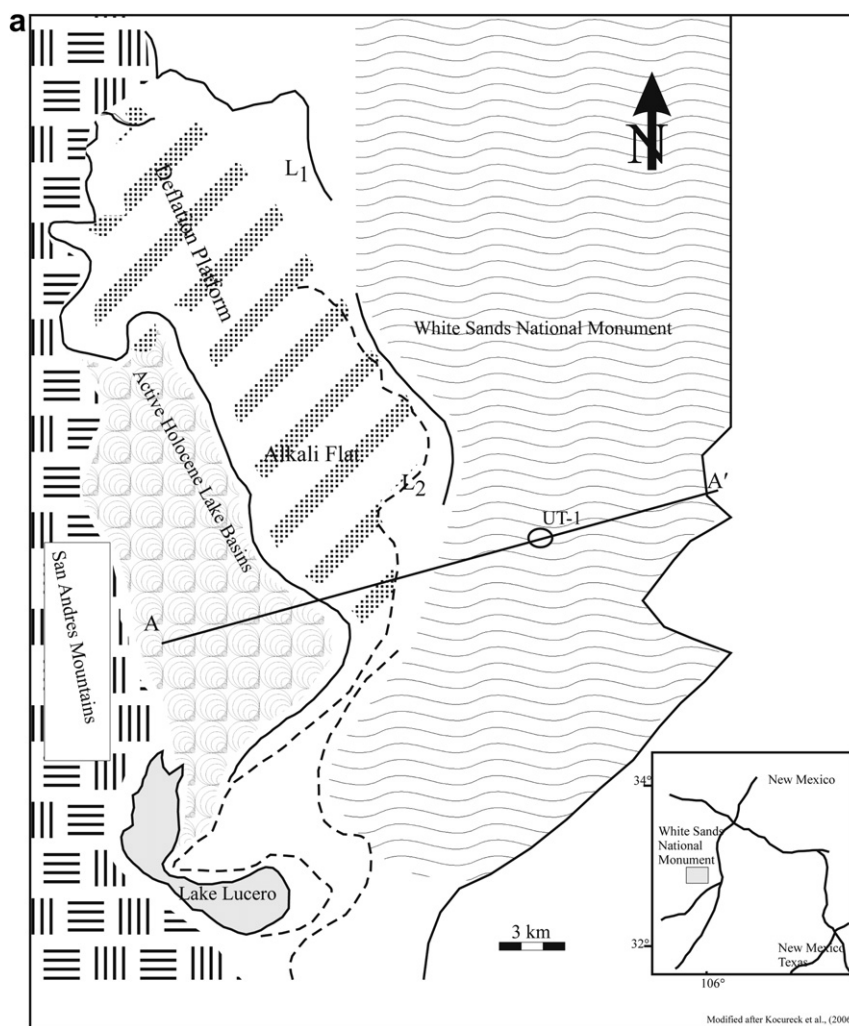 a
N
L1
Deflation Platform
White Sands National Monument
Active Holocene Lake Basins
Alkali Flat
L2
A'
UT-1
San Andres Mountains
A
34°
New Mexico
White Sands
National
Monument
Lake Lucero
3 km
32°
New Mexico
Texas
106°
Modified after Kocureck et al., (2006